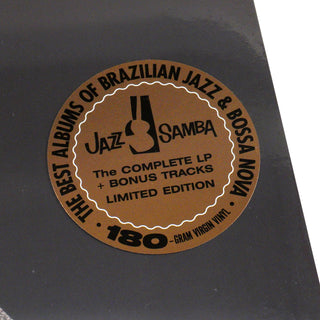 THE BEST ALBUMS OF BRAZILIAN JAZZ & BOSSA NOVA
JAZZ SAMBA
The COMPLETE LP
+ BONUS TRACKS
LIMITED EDITION
180-GRAM VIRGIN VINYL